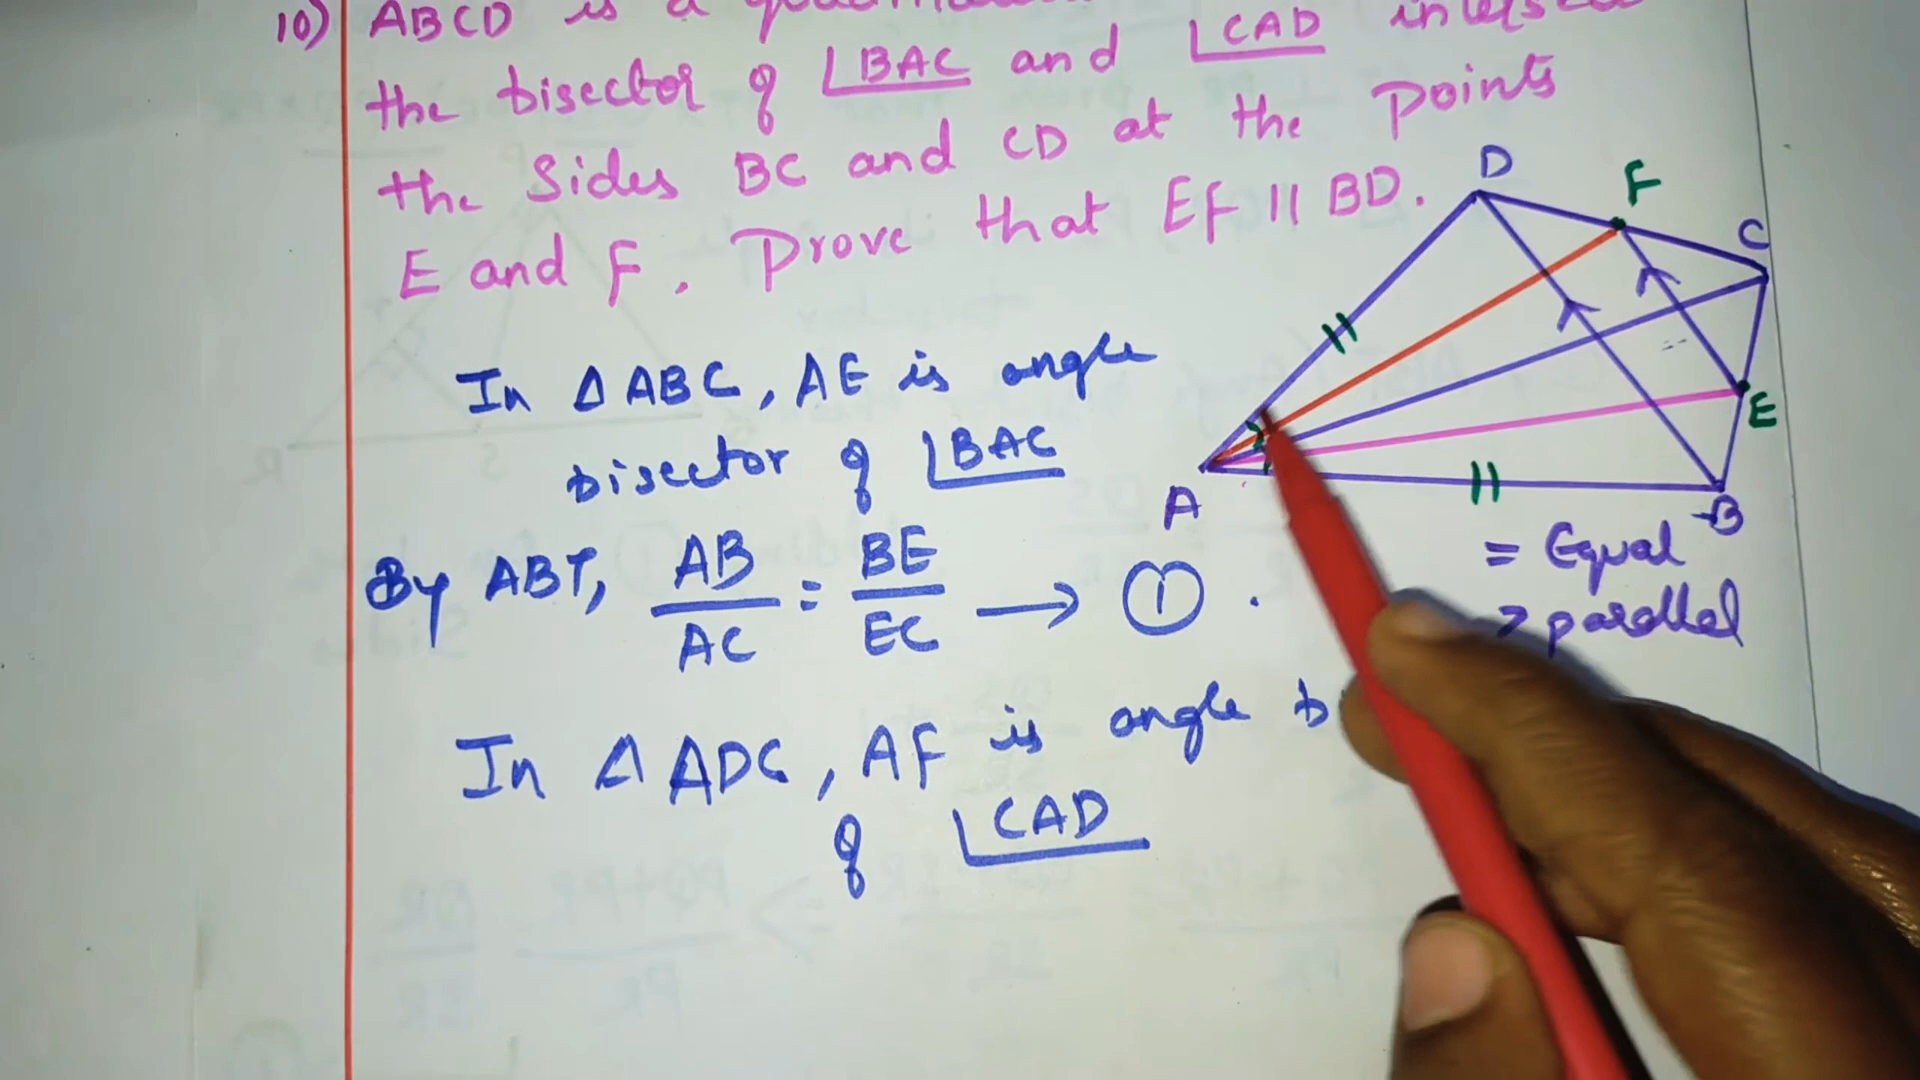 10) ABCD is a
the bisector of ∠BAC and ∠CAD
the Sides BC and CD at the Points
E and F. Prove that EF || BD.
D
F
C
E
A
B
In Δ ABC, AE is angle
bisector of ∠BAC
By ABT, AB/AC = BE/EC → ①.
= Equal
> parallel
In Δ ADC, AF is angle b
of ∠CAD